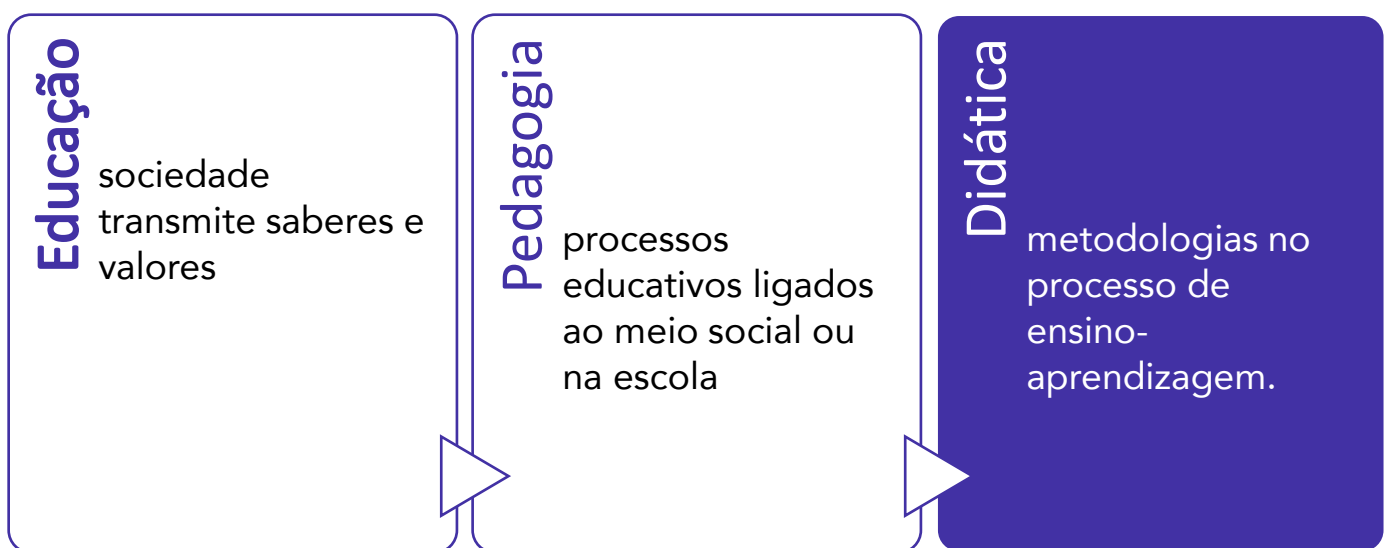 Educação
sociedade
transmite saberes e
valores
Pedagogia
processos
educativos ligados
ao meio social ou
na escola
Didática
metodologias no
processo de
ensino-
aprendizagem.